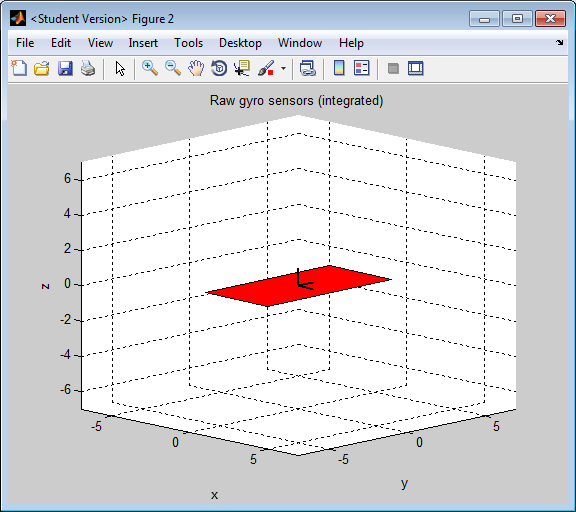 <Student Version> Figure 2
File Edit View Insert Tools Desktop Window Help
Raw gyro sensors (integrated)
6
4
2
0
-2
-4
-6
z
-5
0
5
x
-5
0
5
y